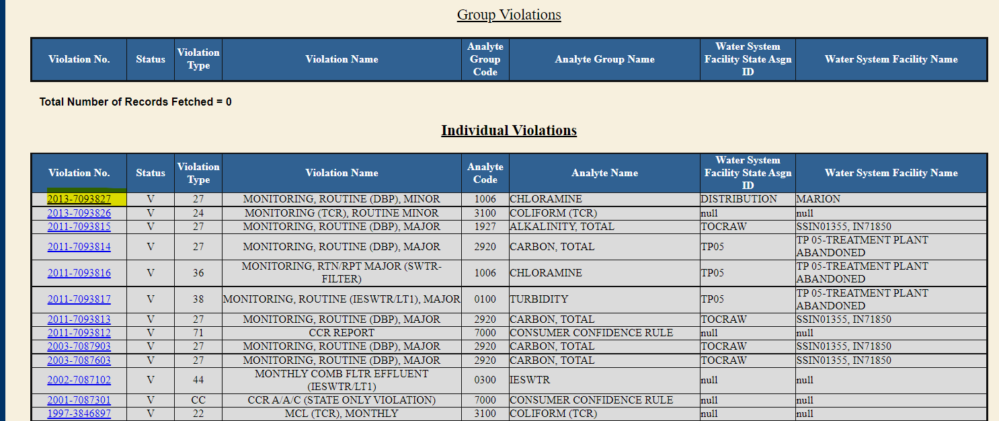 Group Violations
Violation No. Status Violation Type Violation Name Analyte Group Code Analyte Group Name Water System Facility State Asgn ID Water System Facility Name
Total Number of Records Fetched = 0
Individual Violations
Violation No. Status Violation Type Violation Name Analyte Code Analyte Name Water System Facility State Asgn ID Water System Facility Name
2013-7093827 V 27 MONITORING, ROUTINE (DBP), MINOR 1006 CHLORAMINE DISTRIBUTION MARION
2013-7093826 V 24 MONITORING (TCR), ROUTINE MINOR 3100 COLIFORM (TCR) null null
2011-7093815 V 27 MONITORING, ROUTINE (DBP), MAJOR 1927 ALKALINITY, TOTAL TOCRAW SSIN01355, IN71850
2011-7093814 V 27 MONITORING, ROUTINE (DBP), MAJOR 2920 CARBON, TOTAL TP05 TP 05-TREATMENT PLANT ABANDONED
2011-7093816 V 36 MONITORING, RTN/RPT MAJOR (SWTR-FILTER) 1006 CHLORAMINE TP05 TP 05-TREATMENT PLANT ABANDONED
2011-7093817 V 38 MONITORING, ROUTINE (IESWTR/LT1), MAJOR 0100 TURBIDITY TP05 TP 05-TREATMENT PLANT ABANDONED
2011-7093813 V 27 MONITORING, ROUTINE (DBP), MAJOR 2920 CARBON, TOTAL TOCRAW SSIN01355, IN71850
2011-7093812 V 71 CCR REPORT 7000 CONSUMER CONFIDENCE RULE null null
2003-7087903 V 27 MONITORING, ROUTINE (DBP), MAJOR 2920 CARBON, TOTAL TOCRAW SSIN01355, IN71850
2003-7087603 V 27 MONITORING, ROUTINE (DBP), MAJOR 2920 CARBON, TOTAL TOCRAW SSIN01355, IN71850
2002-7087102 V 44 MONTHLY COMB FLTR EFFLUENT (IESWTR/LT1) 0300 IESWTR null null
2001-7087301 V CC CCR A/A/C (STATE ONLY VIOLATION) 7000 CONSUMER CONFIDENCE RULE null null
1997-3846897 V 22 MCL (TCR), MONTHLY 3100 COLIFORM (TCR) null null